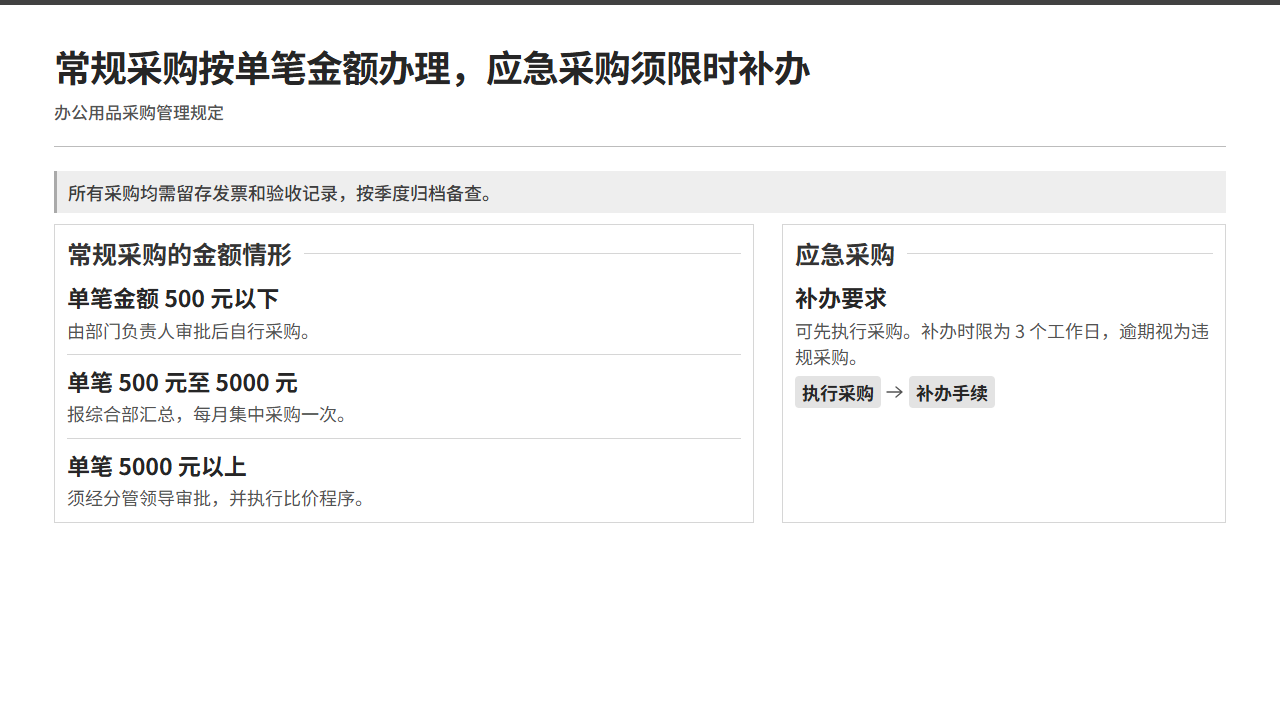 常规采购按单笔金额办理，应急采购须限时补办
办公用品采购管理规定
所有采购均需留存发票和验收记录，按季度归档备查。
常规采购的金额情形
单笔金额 500 元以下
由部门负责人审批后自行采购。
单笔 500 元至 5000 元
报综合部汇总，每月集中采购一次。
单笔 5000 元以上
须经分管领导审批，并执行比价程序。
应急采购
补办要求
可先执行采购。补办时限为 3 个工作日，逾期视为违
规采购。
执行采购 → 补办手续